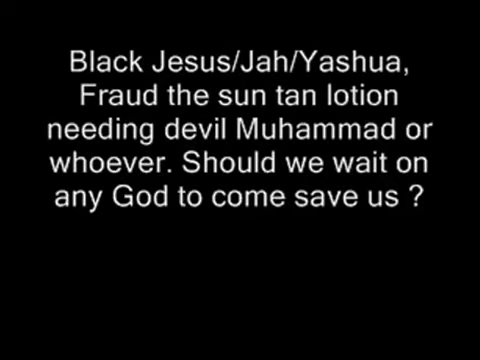 Black Jesus/Jah/Yashua,
Fraud the sun tan lotion
needing devil Muhammad or
whoever. Should we wait on
any God to come save us ?